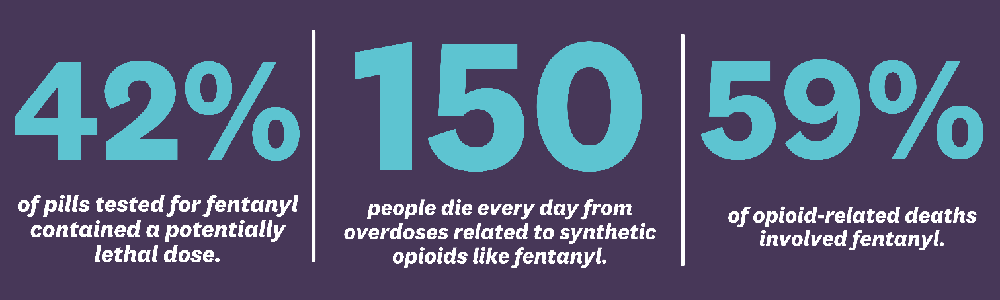 42%
of pills tested for fentanyl
contained a potentially
lethal dose.
150
people die every day from
overdoses related to synthetic
opioids like fentanyl.
59%
of opioid-related deaths
involved fentanyl.